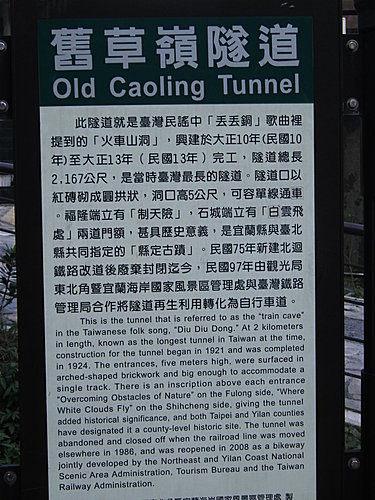 舊草嶺隧道
Old Caoling Tunnel
此隧道就是臺灣民謠中「丟丟銅」歌曲裡
提到的「火車山洞」，興建於大正10年(民國10
年)至大正13年（民國13年）完工，隧道總長
2,167公尺，是當時臺灣最長的隧道。隧道口以
紅磚砌成圓拱狀，洞口高5公尺，可容單線通車
。福隆端立有「制天險」，石城端立有「白雲飛
處」兩道門額，甚具歷史意義，是宜蘭縣與臺北
縣共同指定的「縣定古蹟」。民國75年新建北迴
鐵路改道後廢棄封閉迄今，民國97年由觀光局
東北角暨宜蘭海岸國家風景區管理處與臺灣鐵路
管理局合作將隧道再生利用轉化為自行車道。
This is the tunnel that is referred to as the "train cave"
in the Taiwanese folk song, "Diu Diu Dong." At 2 kilometers
in length, known as the longest tunnel in Taiwan at the time,
construction for the tunnel began in 1921 and was completed
in 1924. The entrances, five meters high, were surfaced in
arched-shaped brickwork and big enough to accommodate a
single track. There is an inscription above each entrance
"Overcoming Obstacles of Nature" on the Fulong side, "Where
White Clouds Fly" on the Shihcheng side, giving the tunnel
added historical significance, and both Taipei and Yilan counties
have designated it a county-level historic site. The tunnel was
abandoned and closed off when the railroad line was moved
elsewhere in 1986, and was reopened in 2008 as a bikeway
jointly developed by the Northeast and Yilan Coast National
Scenic Area Administration, Tourism Bureau and the Taiwan
Railway Administration.